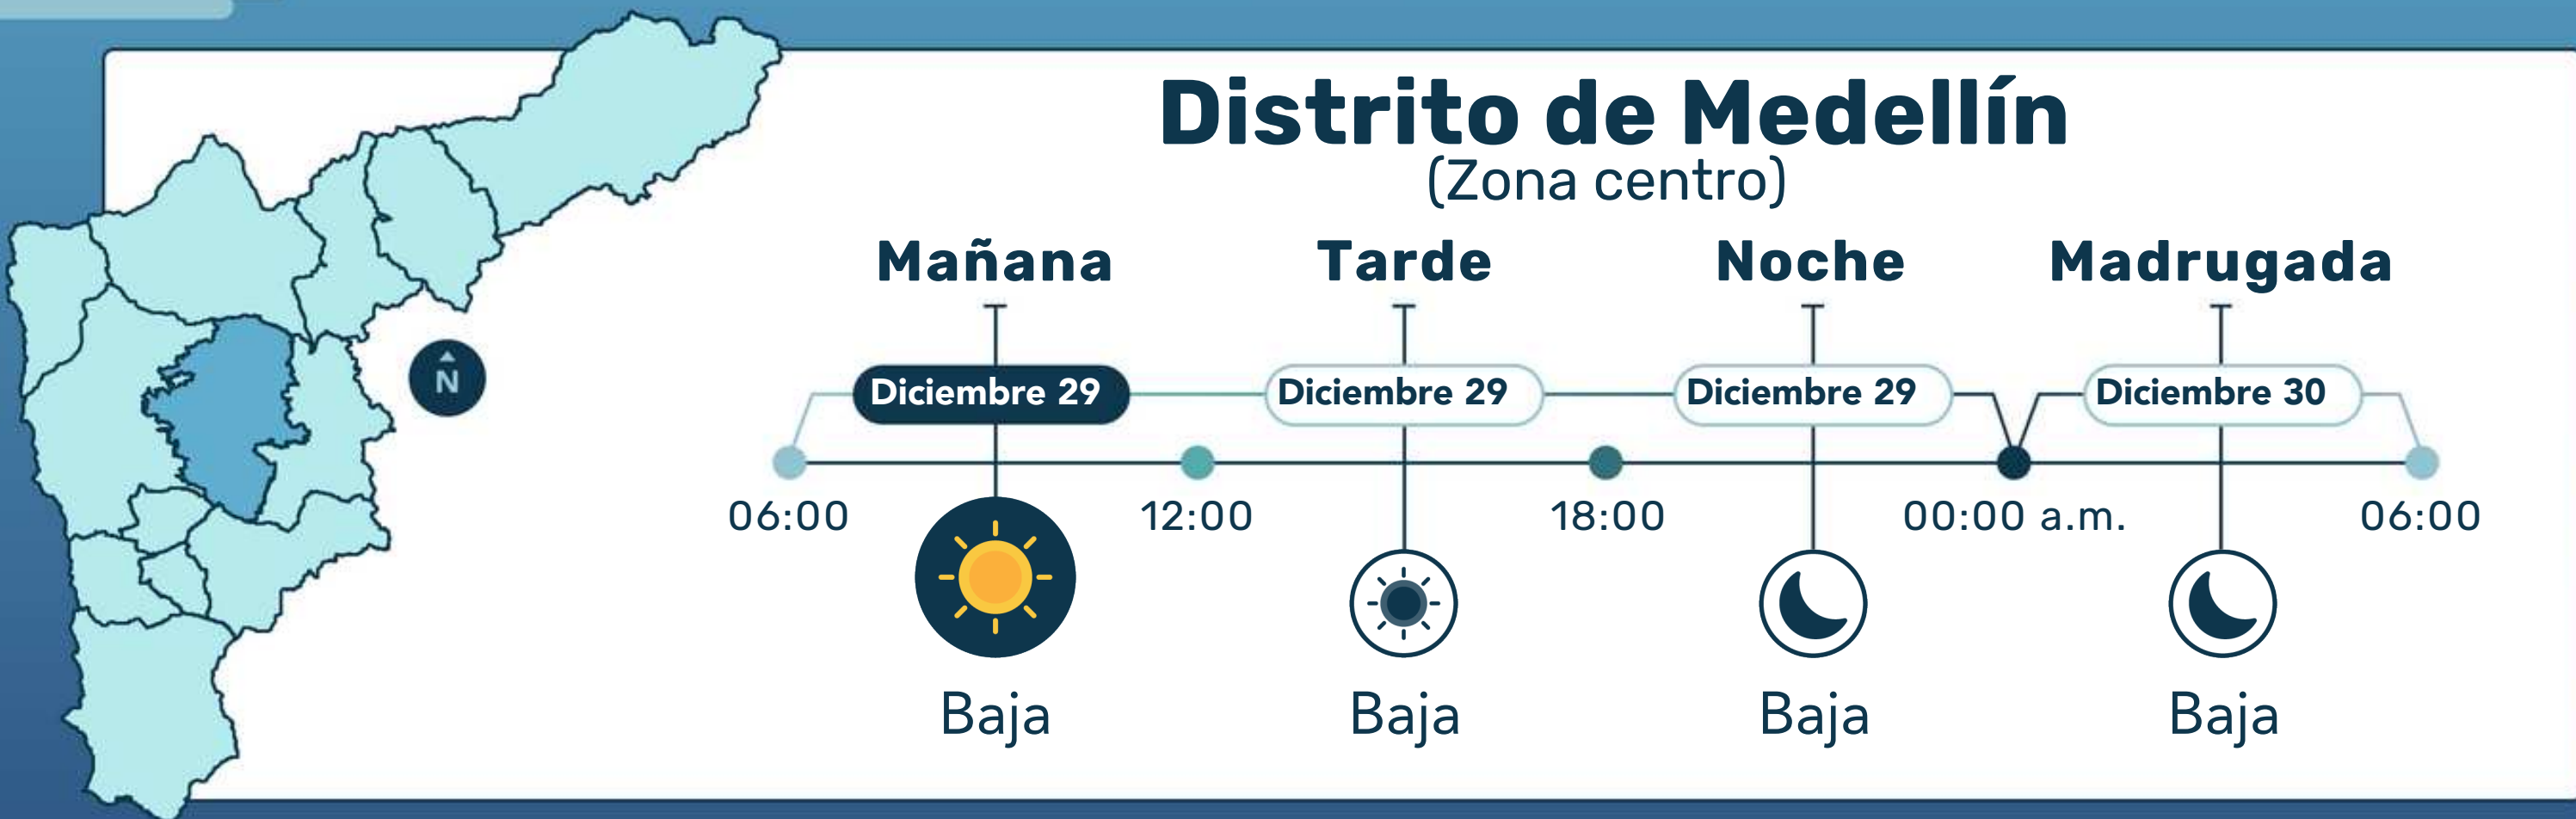 Distrito de Medellín
(Zona centro)
Mañana Tarde Noche Madrugada
N
Diciembre 29 Diciembre 29 Diciembre 29 Diciembre 30
06:00 12:00 18:00 00:00 a.m. 06:00
Baja Baja Baja Baja